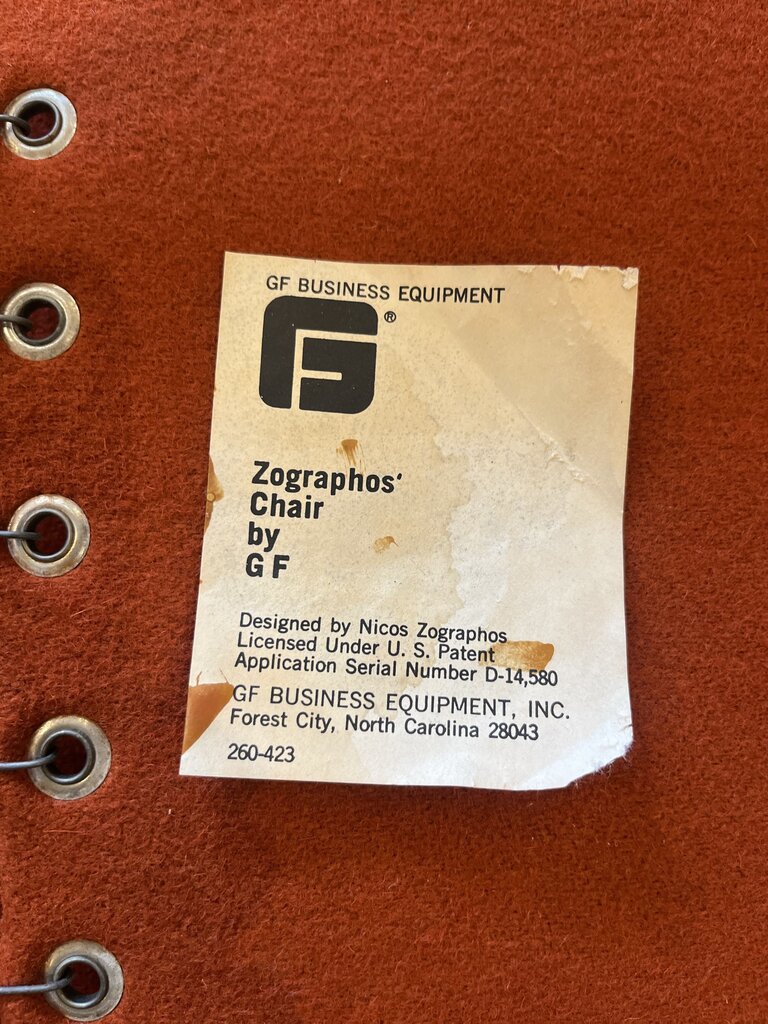 GF BUSINESS EQUIPMENT
GF®
Zographos'
Chair
by
GF
Designed by Nicos Zographos
Licensed Under U. S. Patent
Application Serial Number D-14,580
GF BUSINESS EQUIPMENT, INC.
Forest City, North Carolina 28043
260-423